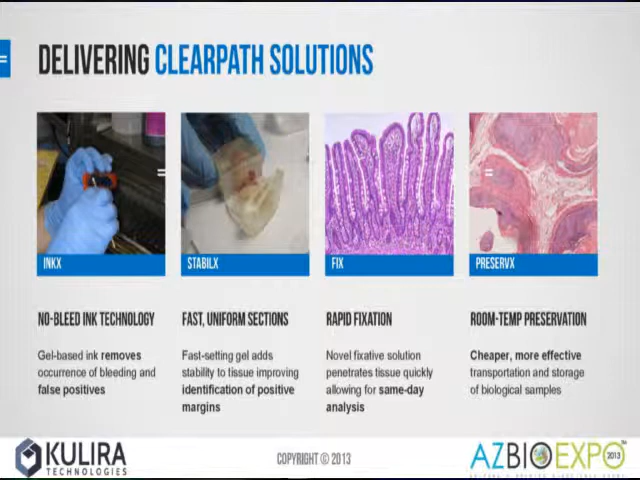 DELIVERING CLEARPATH SOLUTIONS
INKX
STABILX
FIX
PRESERVX
NO-BLEED INK TECHNOLOGY
Gel-based ink removes
occurrence of bleeding and
false positives
FAST, UNIFORM SECTIONS
Fast-setting gel adds
stability to tissue improving
identification of positive
margins
RAPID FIXATION
Novel fixative solution
penetrates tissue quickly
allowing for same-day
analysis
ROOM-TEMP PRESERVATION
Cheaper, more effective
transportation and storage
of biological samples
KULIRA
TECHNOLOGIES
COPYRIGHT © 2013
AZBIOEXPO
2013